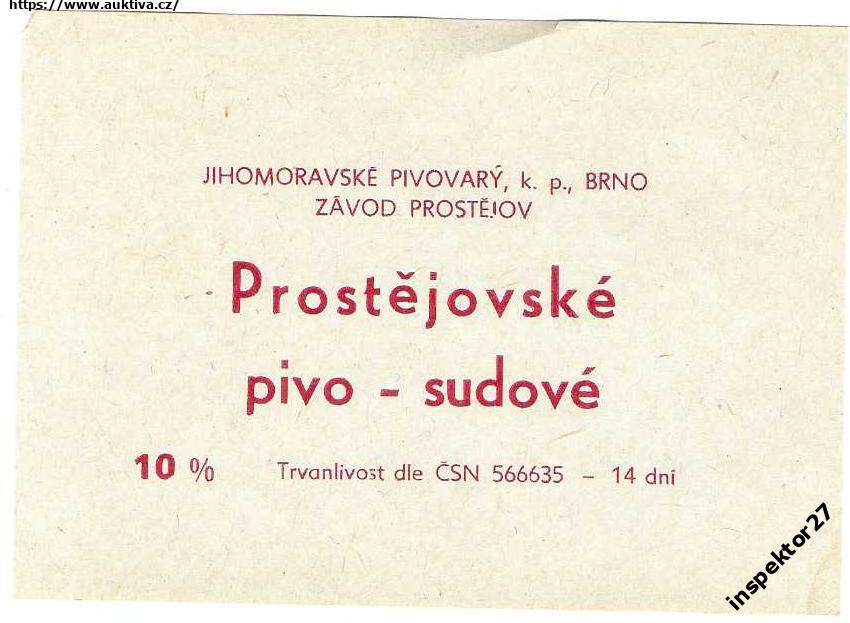 https://www.auktiva.cz/
JIHOMORAVSKÉ PIVOVARÝ, k. p., BRNO
ZÁVOD PROSTĚJOV
Prostějovské
pivo - sudové
10 % Trvanlivost dle ČSN 566635 - 14 dní
inspektor27